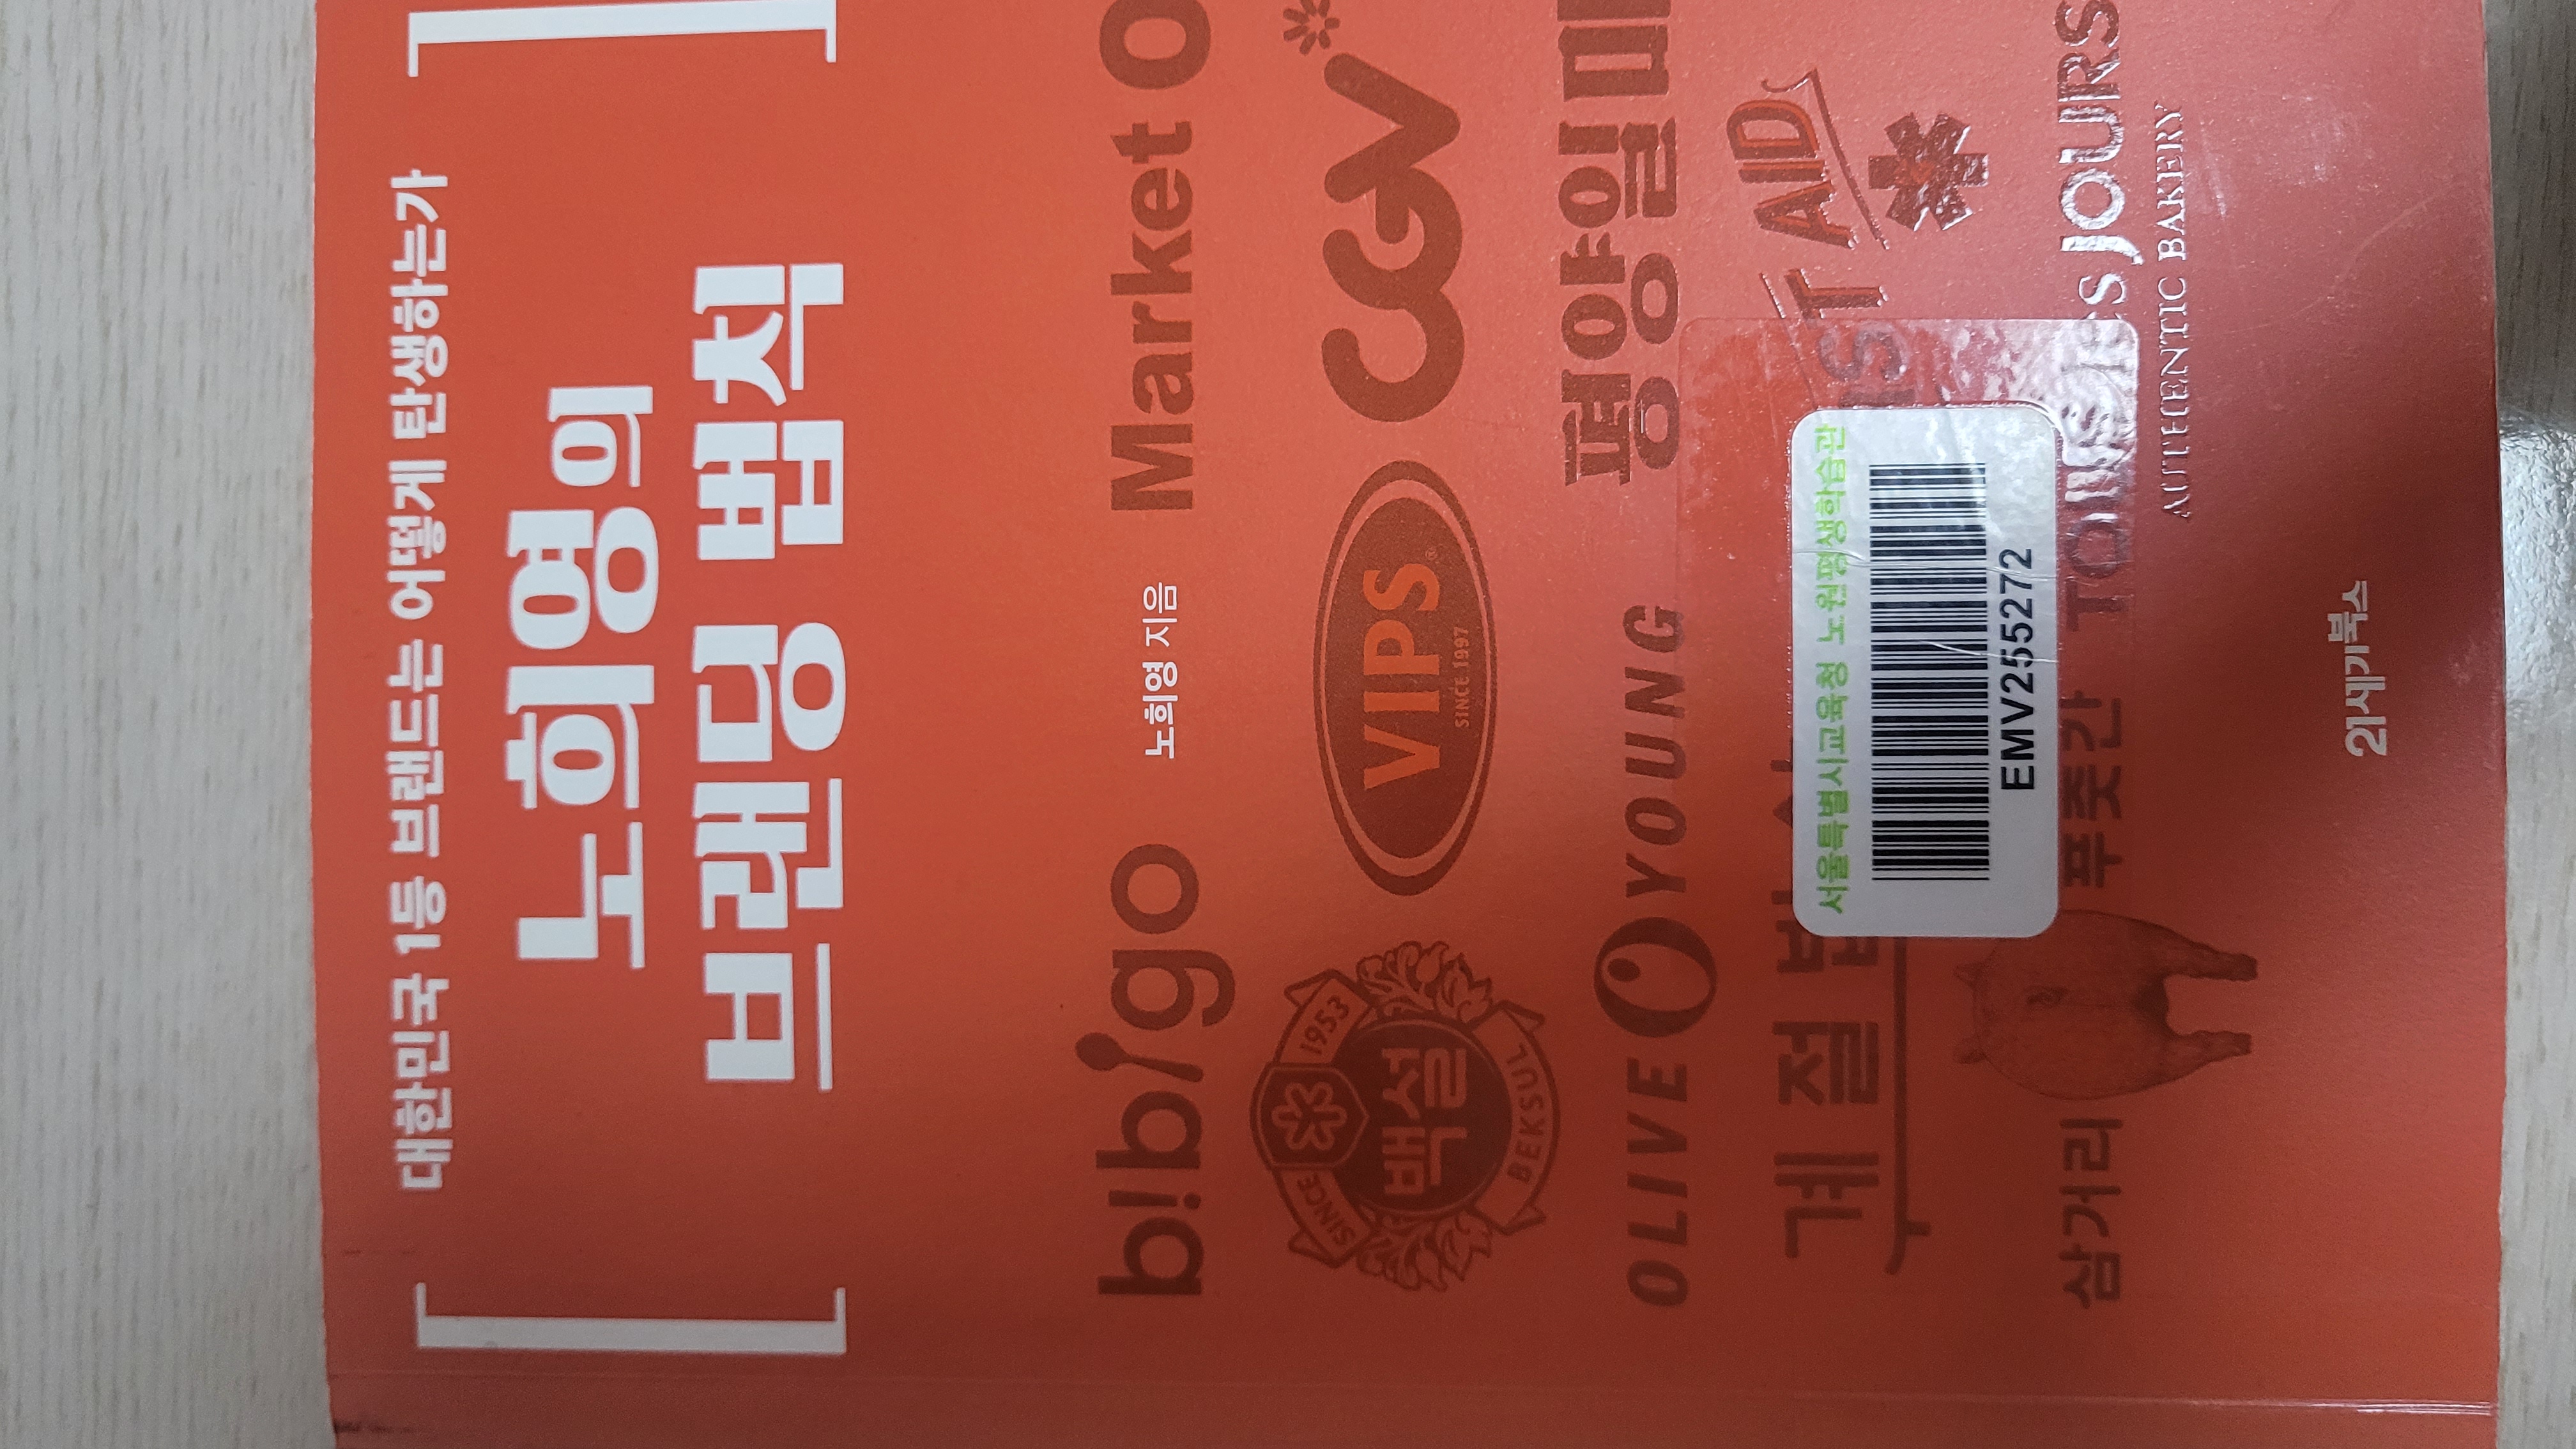 대한민국 1등 브랜드는 어떻게 탄생하는가
노희영의
브랜딩 법칙
노희영 지음
bibigo
Market O
SINCE 1953
백설
BEKSUL
VIPS
SINCE.1997
CGV
OLIVE YOUNG
평양일미
계절밥상
AID
삼거리 푸줏간
TOUS les JOURS
AUTHENTIC BAKERY
서울특별시교육청 노원평생학습관
EMV255272
21세기북스